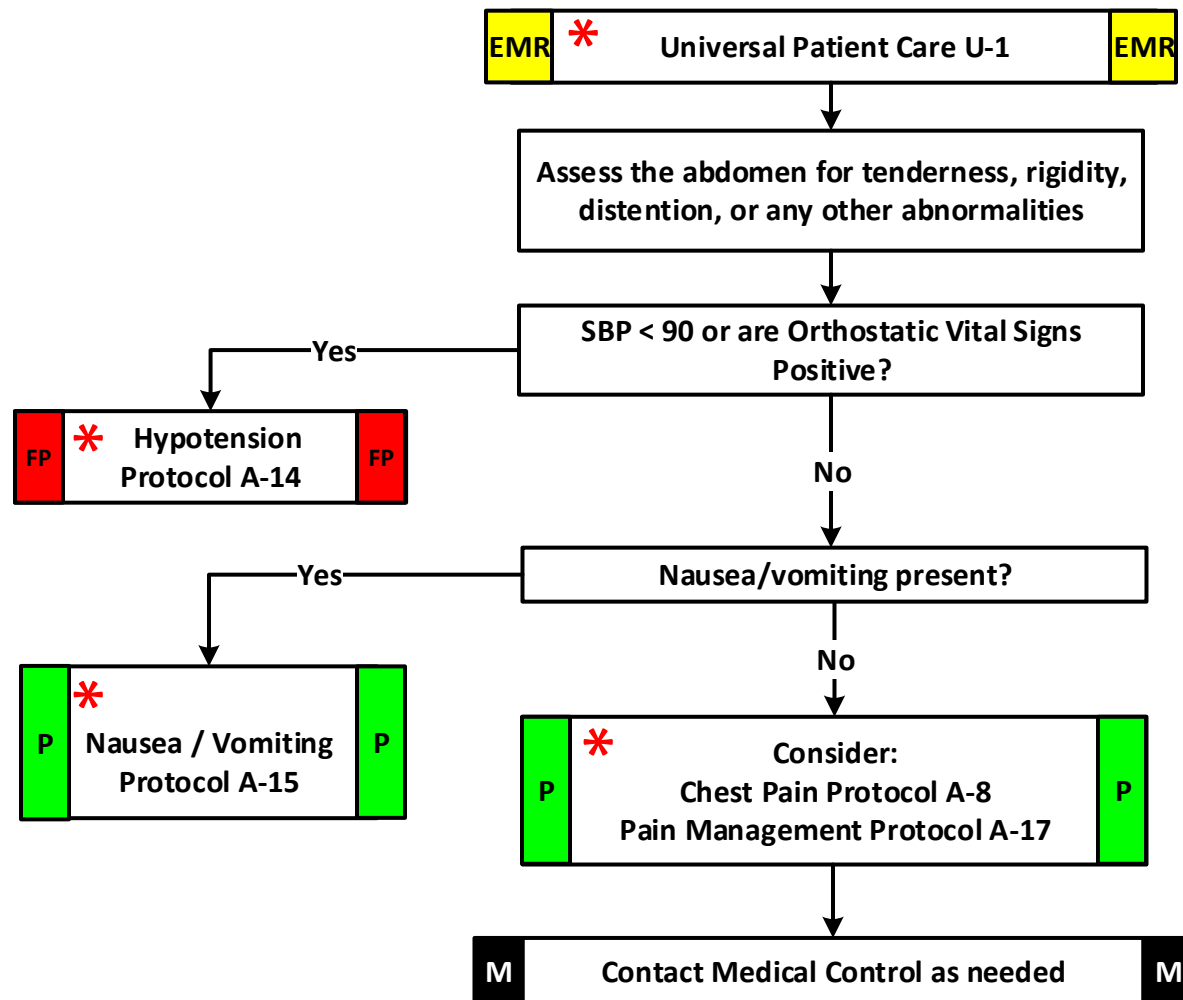 EMR * Universal Patient Care U-1 EMR
Assess the abdomen for tenderness, rigidity,
distention, or any other abnormalities
SBP < 90 or are Orthostatic Vital Signs
Positive?
Yes
FP * Hypotension FP
Protocol A-14
No
Nausea/vomiting present?
Yes
*
P Nausea / Vomiting P
Protocol A-15
No
* Consider:
P Chest Pain Protocol A-8 P
Pain Management Protocol A-17
M Contact Medical Control as needed M